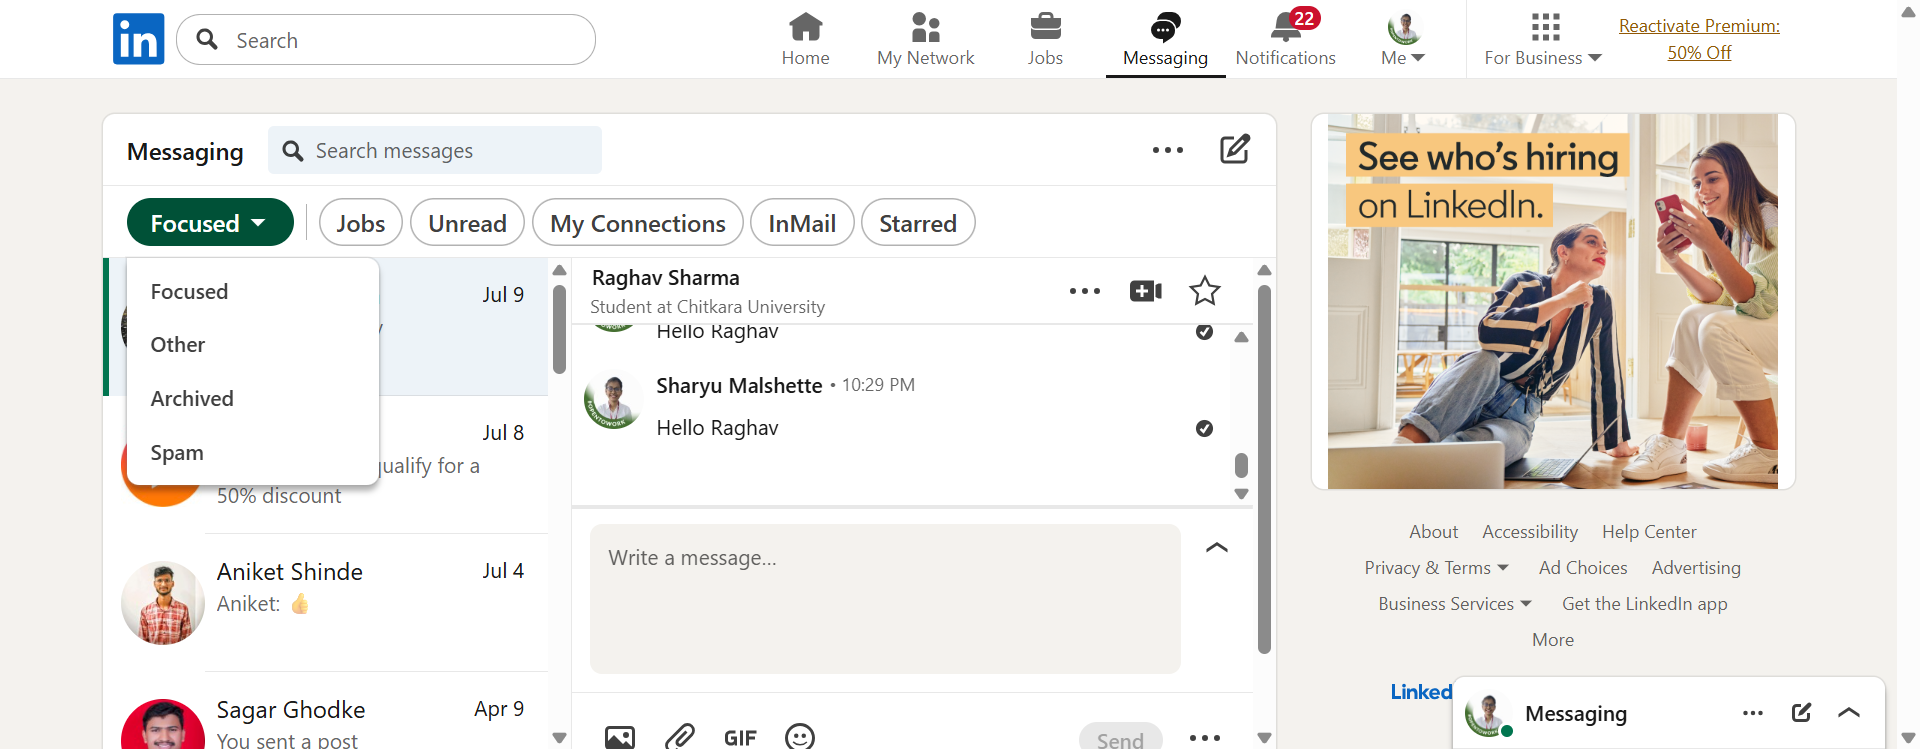 in
Search
Home
My Network
Jobs
Messaging
22
Notifications
Me
For Business
Reactivate Premium:
50% Off
Messaging
Search messages
Focused
Jobs
Unread
My Connections
InMail
Starred
Focused
Other
Archived
Spam
Jul 9
Jul 8
qualify for a
50% discount
Aniket Shinde
Jul 4
Aniket: 👍
Sagar Ghodke
Apr 9
You sent a post
Raghav Sharma
Student at Chitkara University
Hello Raghav
Sharyu Malshette • 10:29 PM
Hello Raghav
#OPENTOWORK
Write a message...
GIF
Send
See who's hiring
on LinkedIn.
About
Accessibility
Help Center
Privacy & Terms
Ad Choices
Advertising
Business Services
Get the LinkedIn app
More
Linked
Messaging